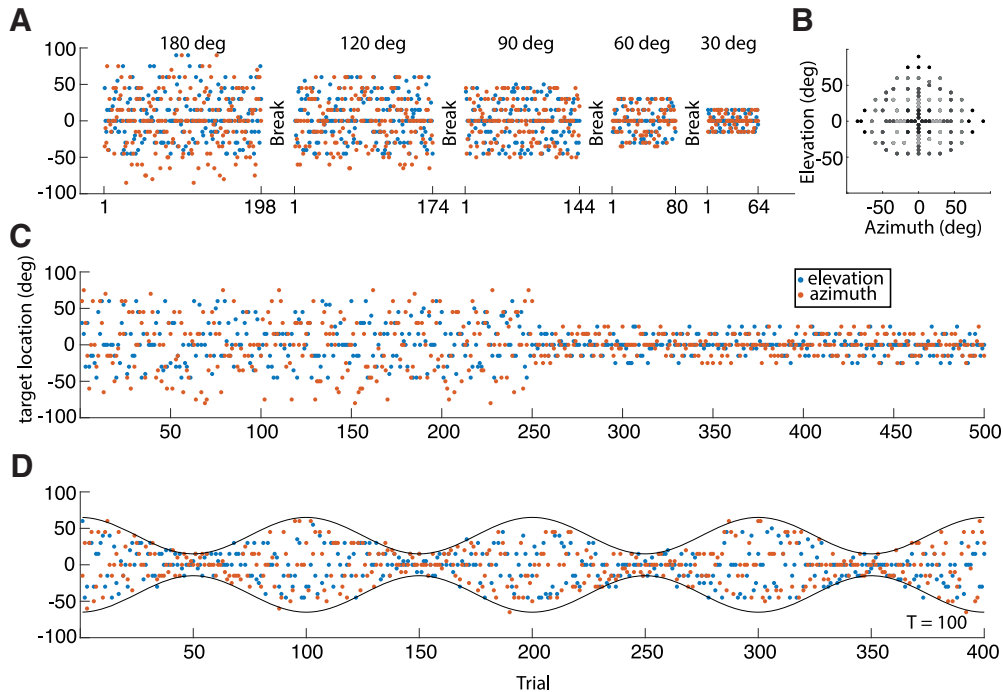 A
B
180 deg
120 deg
90 deg
60 deg
30 deg
100
50
0
-50
-100
Break
Break
Break
Break
1
198
1
174
1
144
1
80
1
64
Elevation (deg)
50
0
-50
-50
0
50
Azimuth (deg)
C
target location (deg)
100
50
0
-50
-100
elevation
azimuth
50
100
150
200
250
300
350
400
450
500
D
100
50
0
-50
-100
T = 100
50
100
150
200
250
300
350
400
Trial